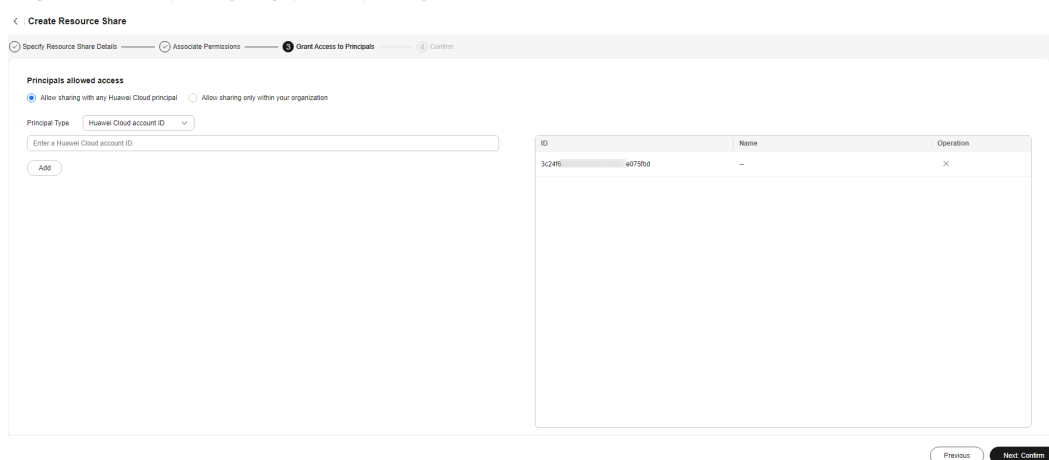 Create Resource Share
Specify Resource Share Details
Associate Permissions
3 Grant Access to Principals
4 Confirm
Principals allowed access
Allow sharing with any Huawei Cloud principal
Allow sharing only within your organization
Principal Type
Huawei Cloud account ID
Enter a Huawei Cloud account ID.
Add
ID Name Operation
3c24f6 e075fbd --
Previous
Next: Confirm